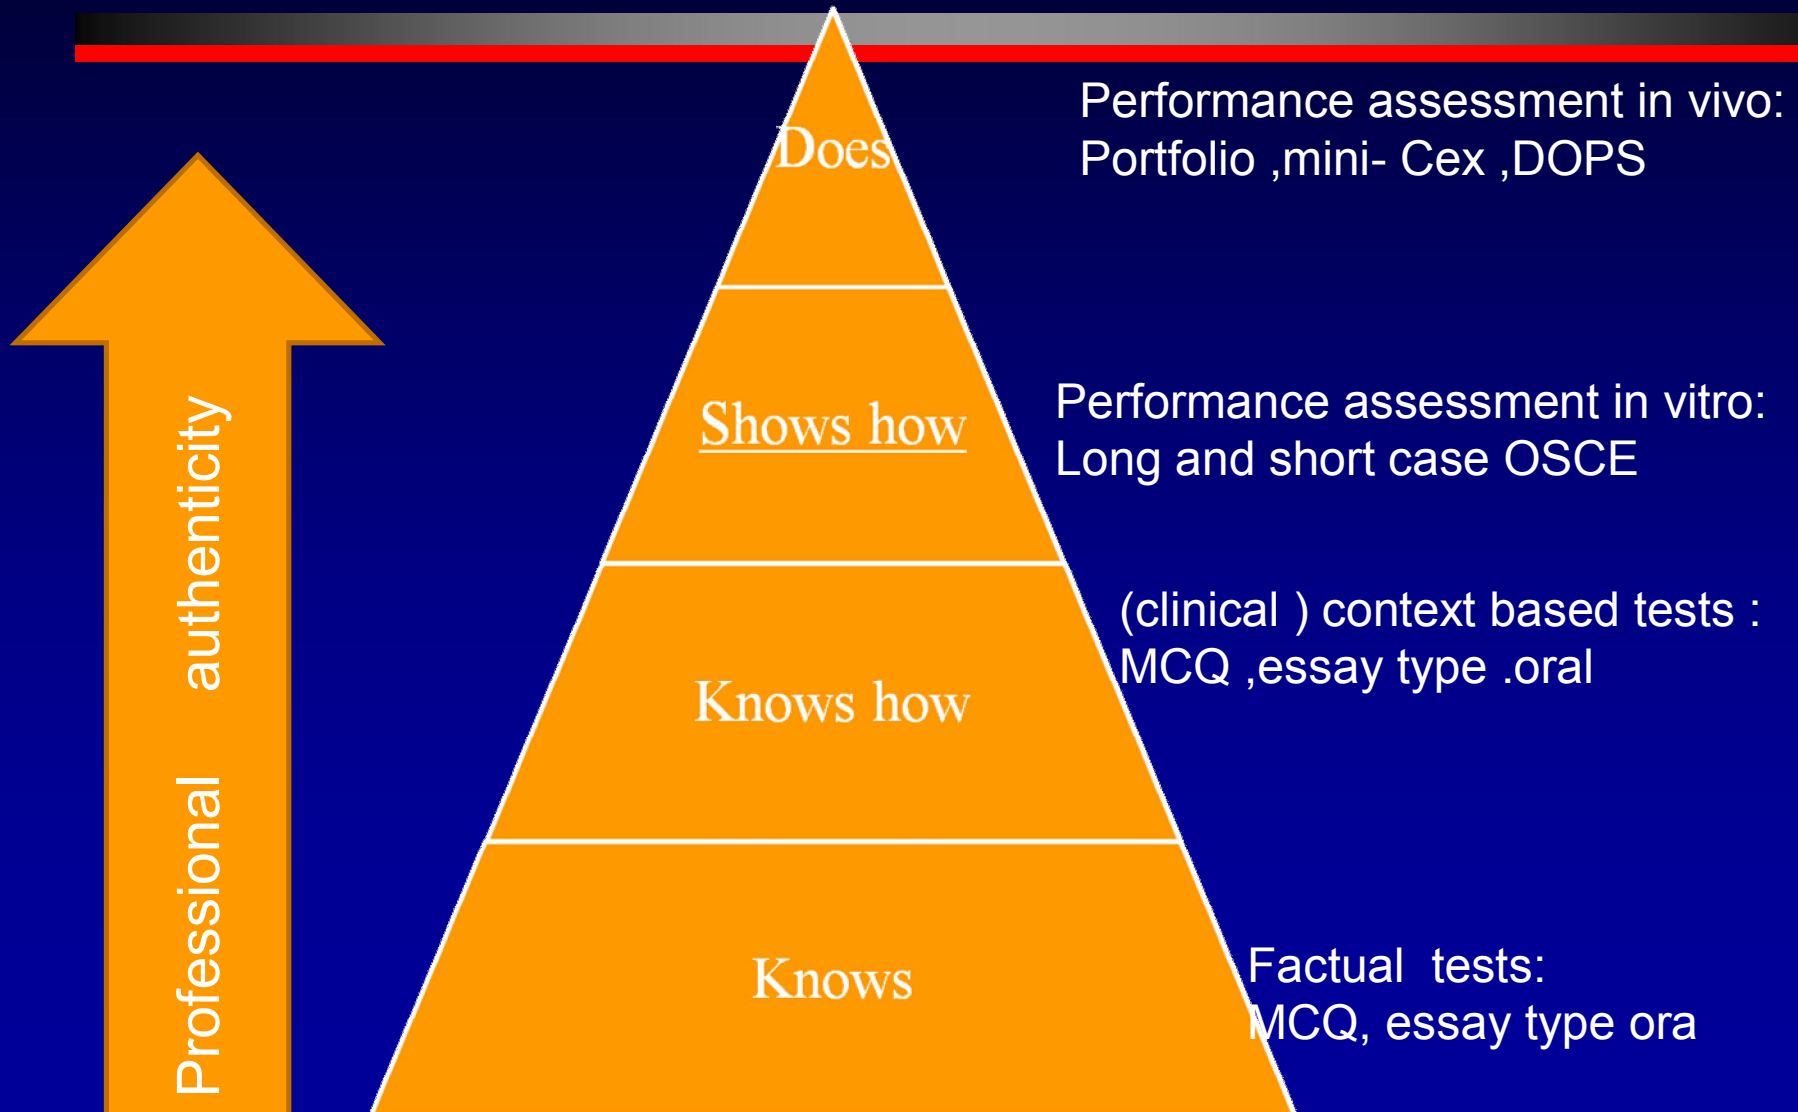 Does
Performance assessment in vivo:
Portfolio ,mini- Cex ,DOPS
Shows how
Performance assessment in vitro:
Long and short case OSCE
(clinical ) context based tests :
MCQ ,essay type .oral
Knows how
Knows
Factual tests:
MCQ, essay type ora
Professional authenticity